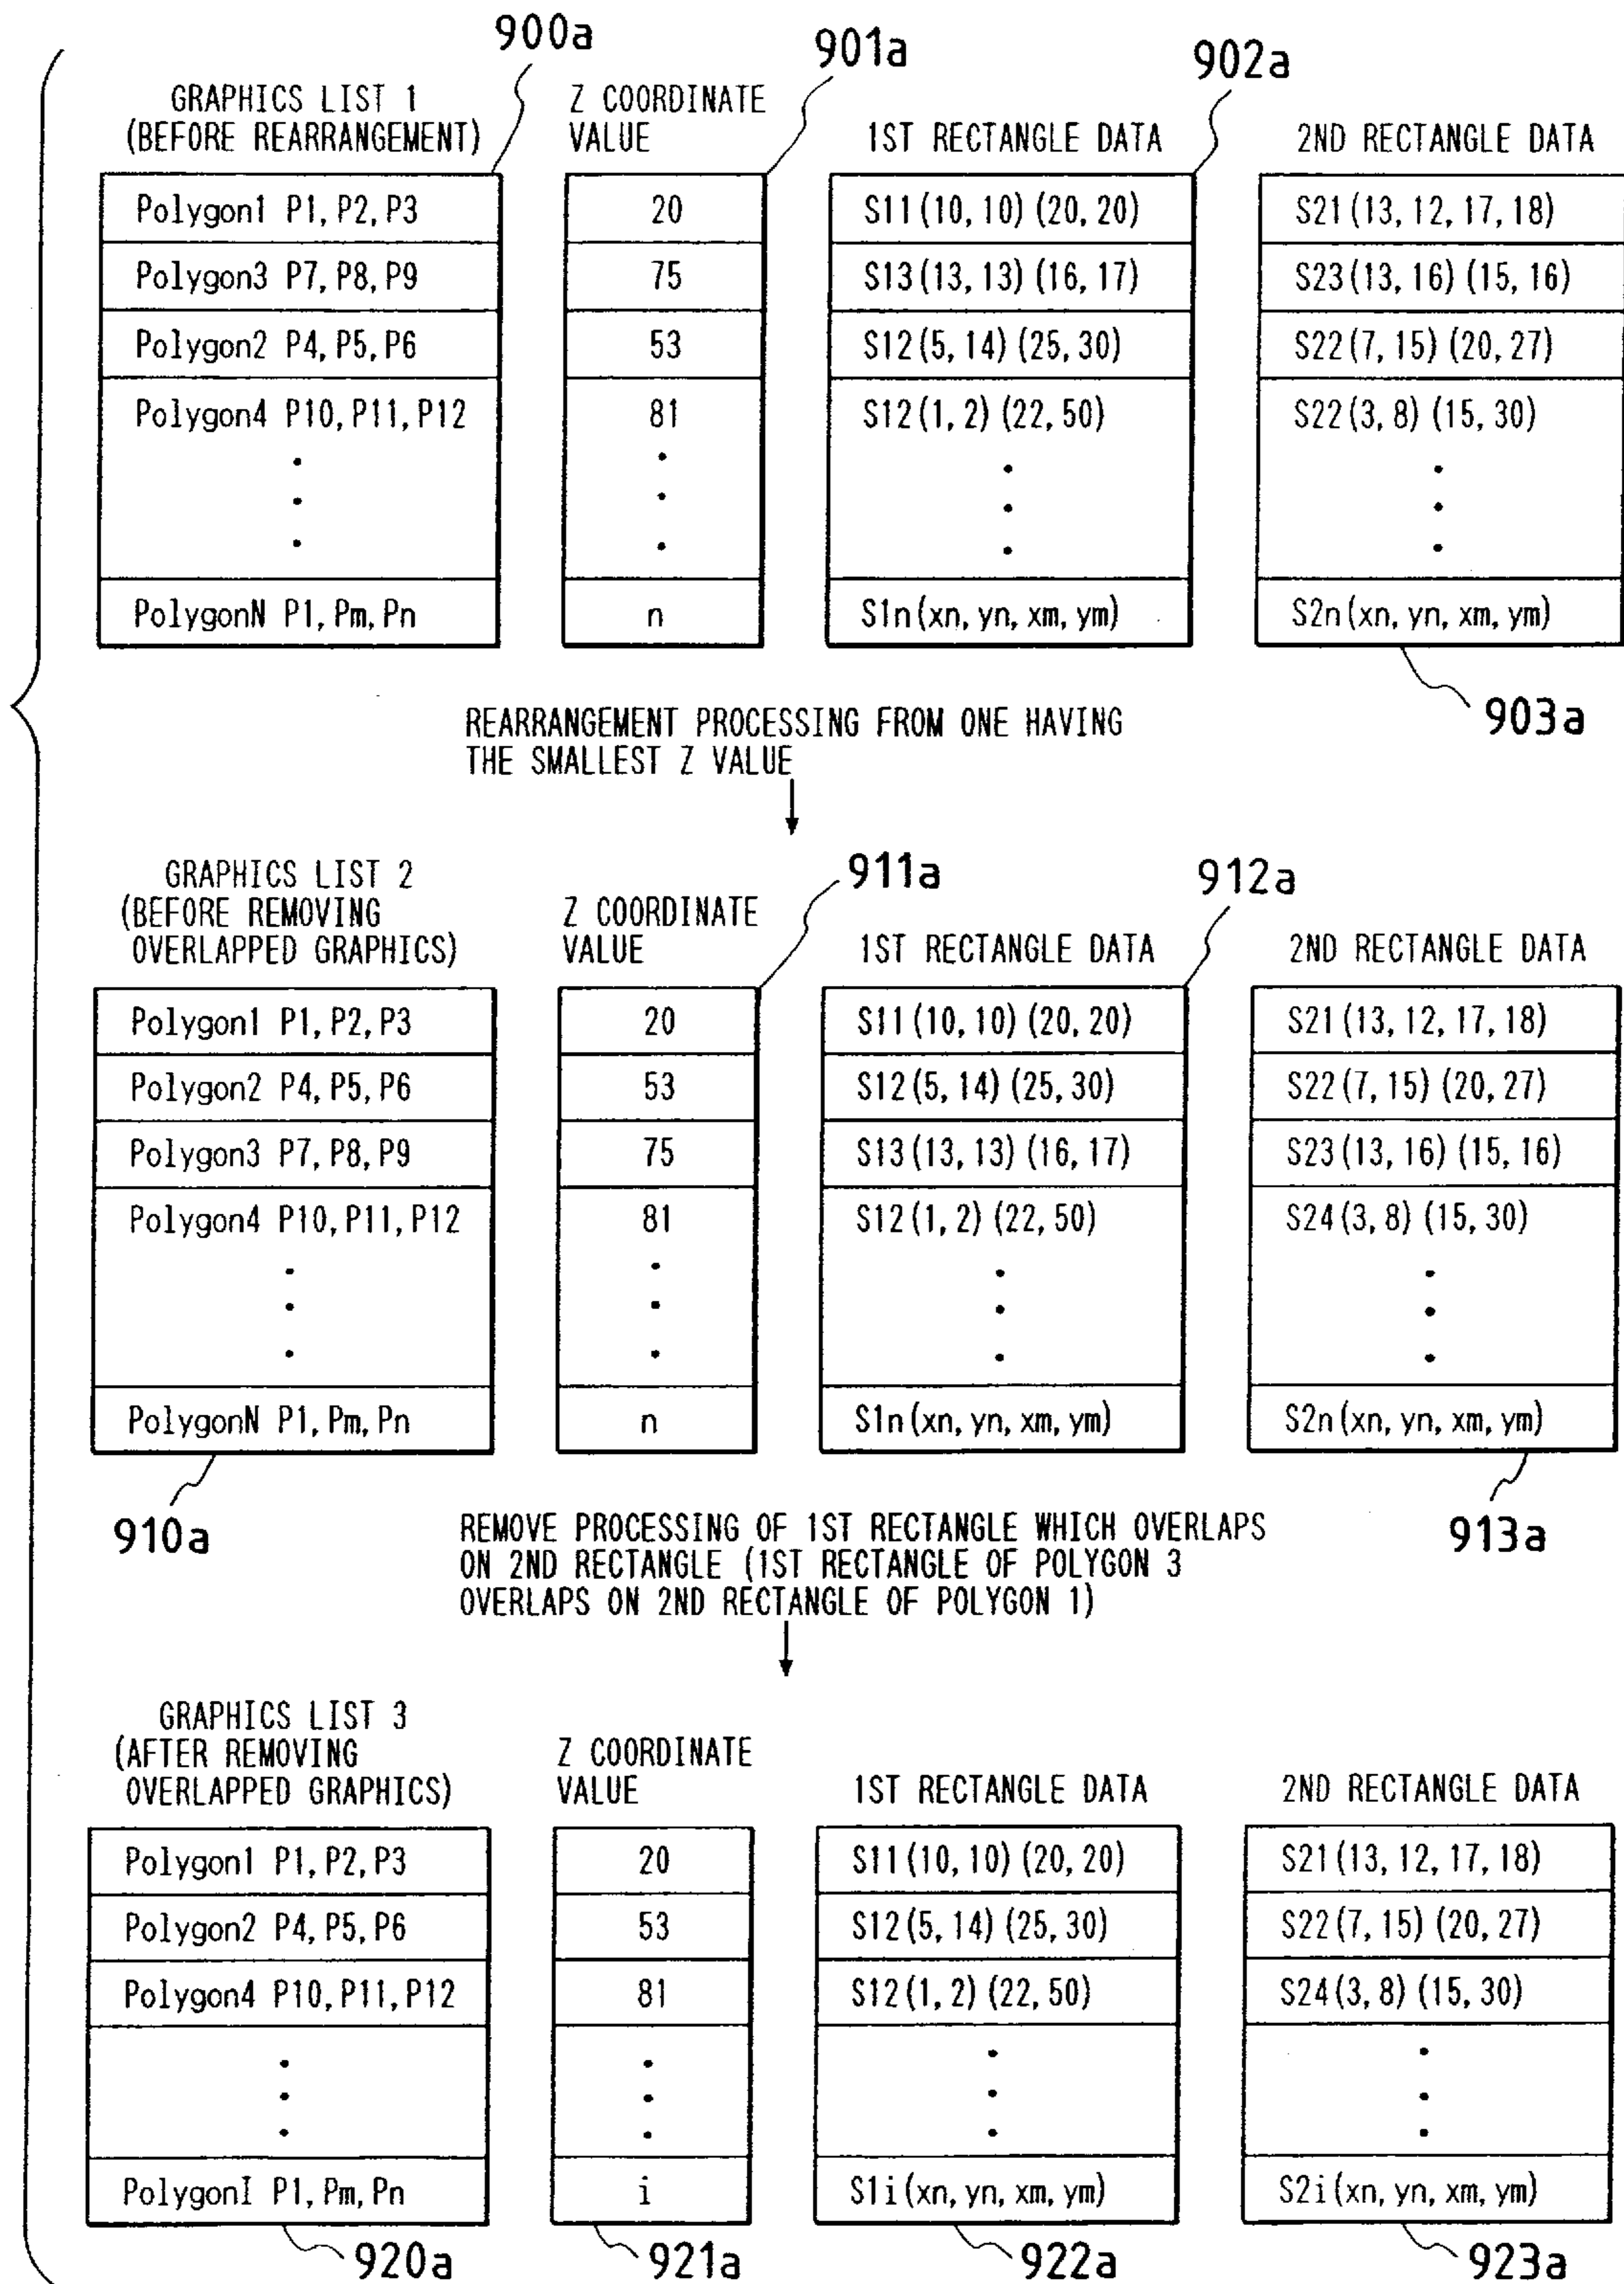 900a
901a
902a
GRAPHICS LIST 1
(BEFORE REARRANGEMENT)
Z COORDINATE
VALUE
1ST RECTANGLE DATA
2ND RECTANGLE DATA
Polygon1 P1, P2, P3
20
S11(10, 10) (20, 20)
S21(13, 12, 17, 18)
Polygon3 P7, P8, P9
75
S13(13, 13) (16, 17)
S23(13, 16) (15, 16)
Polygon2 P4, P5, P6
53
S12(5, 14) (25, 30)
S22(7, 15) (20, 27)
Polygon4 P10, P11, P12
81
S12(1, 2) (22, 50)
S22(3, 8) (15, 30)
PolygonN Pl, Pm, Pn
n
S1n(xn, yn, xm, ym)
S2n(xn, yn, xm, ym)
903a
REARRANGEMENT PROCESSING FROM ONE HAVING
THE SMALLEST Z VALUE
911a
912a
GRAPHICS LIST 2
(BEFORE REMOVING
OVERLAPPED GRAPHICS)
Z COORDINATE
VALUE
1ST RECTANGLE DATA
2ND RECTANGLE DATA
Polygon1 P1, P2, P3
20
S11(10, 10) (20, 20)
S21(13, 12, 17, 18)
Polygon2 P4, P5, P6
53
S12(5, 14) (25, 30)
S22(7, 15) (20, 27)
Polygon3 P7, P8, P9
75
S13(13, 13) (16, 17)
S23(13, 16) (15, 16)
Polygon4 P10, P11, P12
81
S12(1, 2) (22, 50)
S24(3, 8) (15, 30)
PolygonN Pl, Pm, Pn
n
S1n(xn, yn, xm, ym)
S2n(xn, yn, xm, ym)
910a
913a
REMOVE PROCESSING OF 1ST RECTANGLE WHICH OVERLAPS
ON 2ND RECTANGLE (1ST RECTANGLE OF POLYGON 3
OVERLAPS ON 2ND RECTANGLE OF POLYGON 1)
GRAPHICS LIST 3
(AFTER REMOVING
OVERLAPPED GRAPHICS)
Z COORDINATE
VALUE
1ST RECTANGLE DATA
2ND RECTANGLE DATA
Polygon1 P1, P2, P3
20
S11(10, 10) (20, 20)
S21(13, 12, 17, 18)
Polygon2 P4, P5, P6
53
S12(5, 14) (25, 30)
S22(7, 15) (20, 27)
Polygon4 P10, P11, P12
81
S12(1, 2) (22, 50)
S24(3, 8) (15, 30)
PolygonI Pl, Pm, Pn
i
S1i(xn, yn, xm, ym)
S2i(xn, yn, xm, ym)
920a
921a
922a
923a